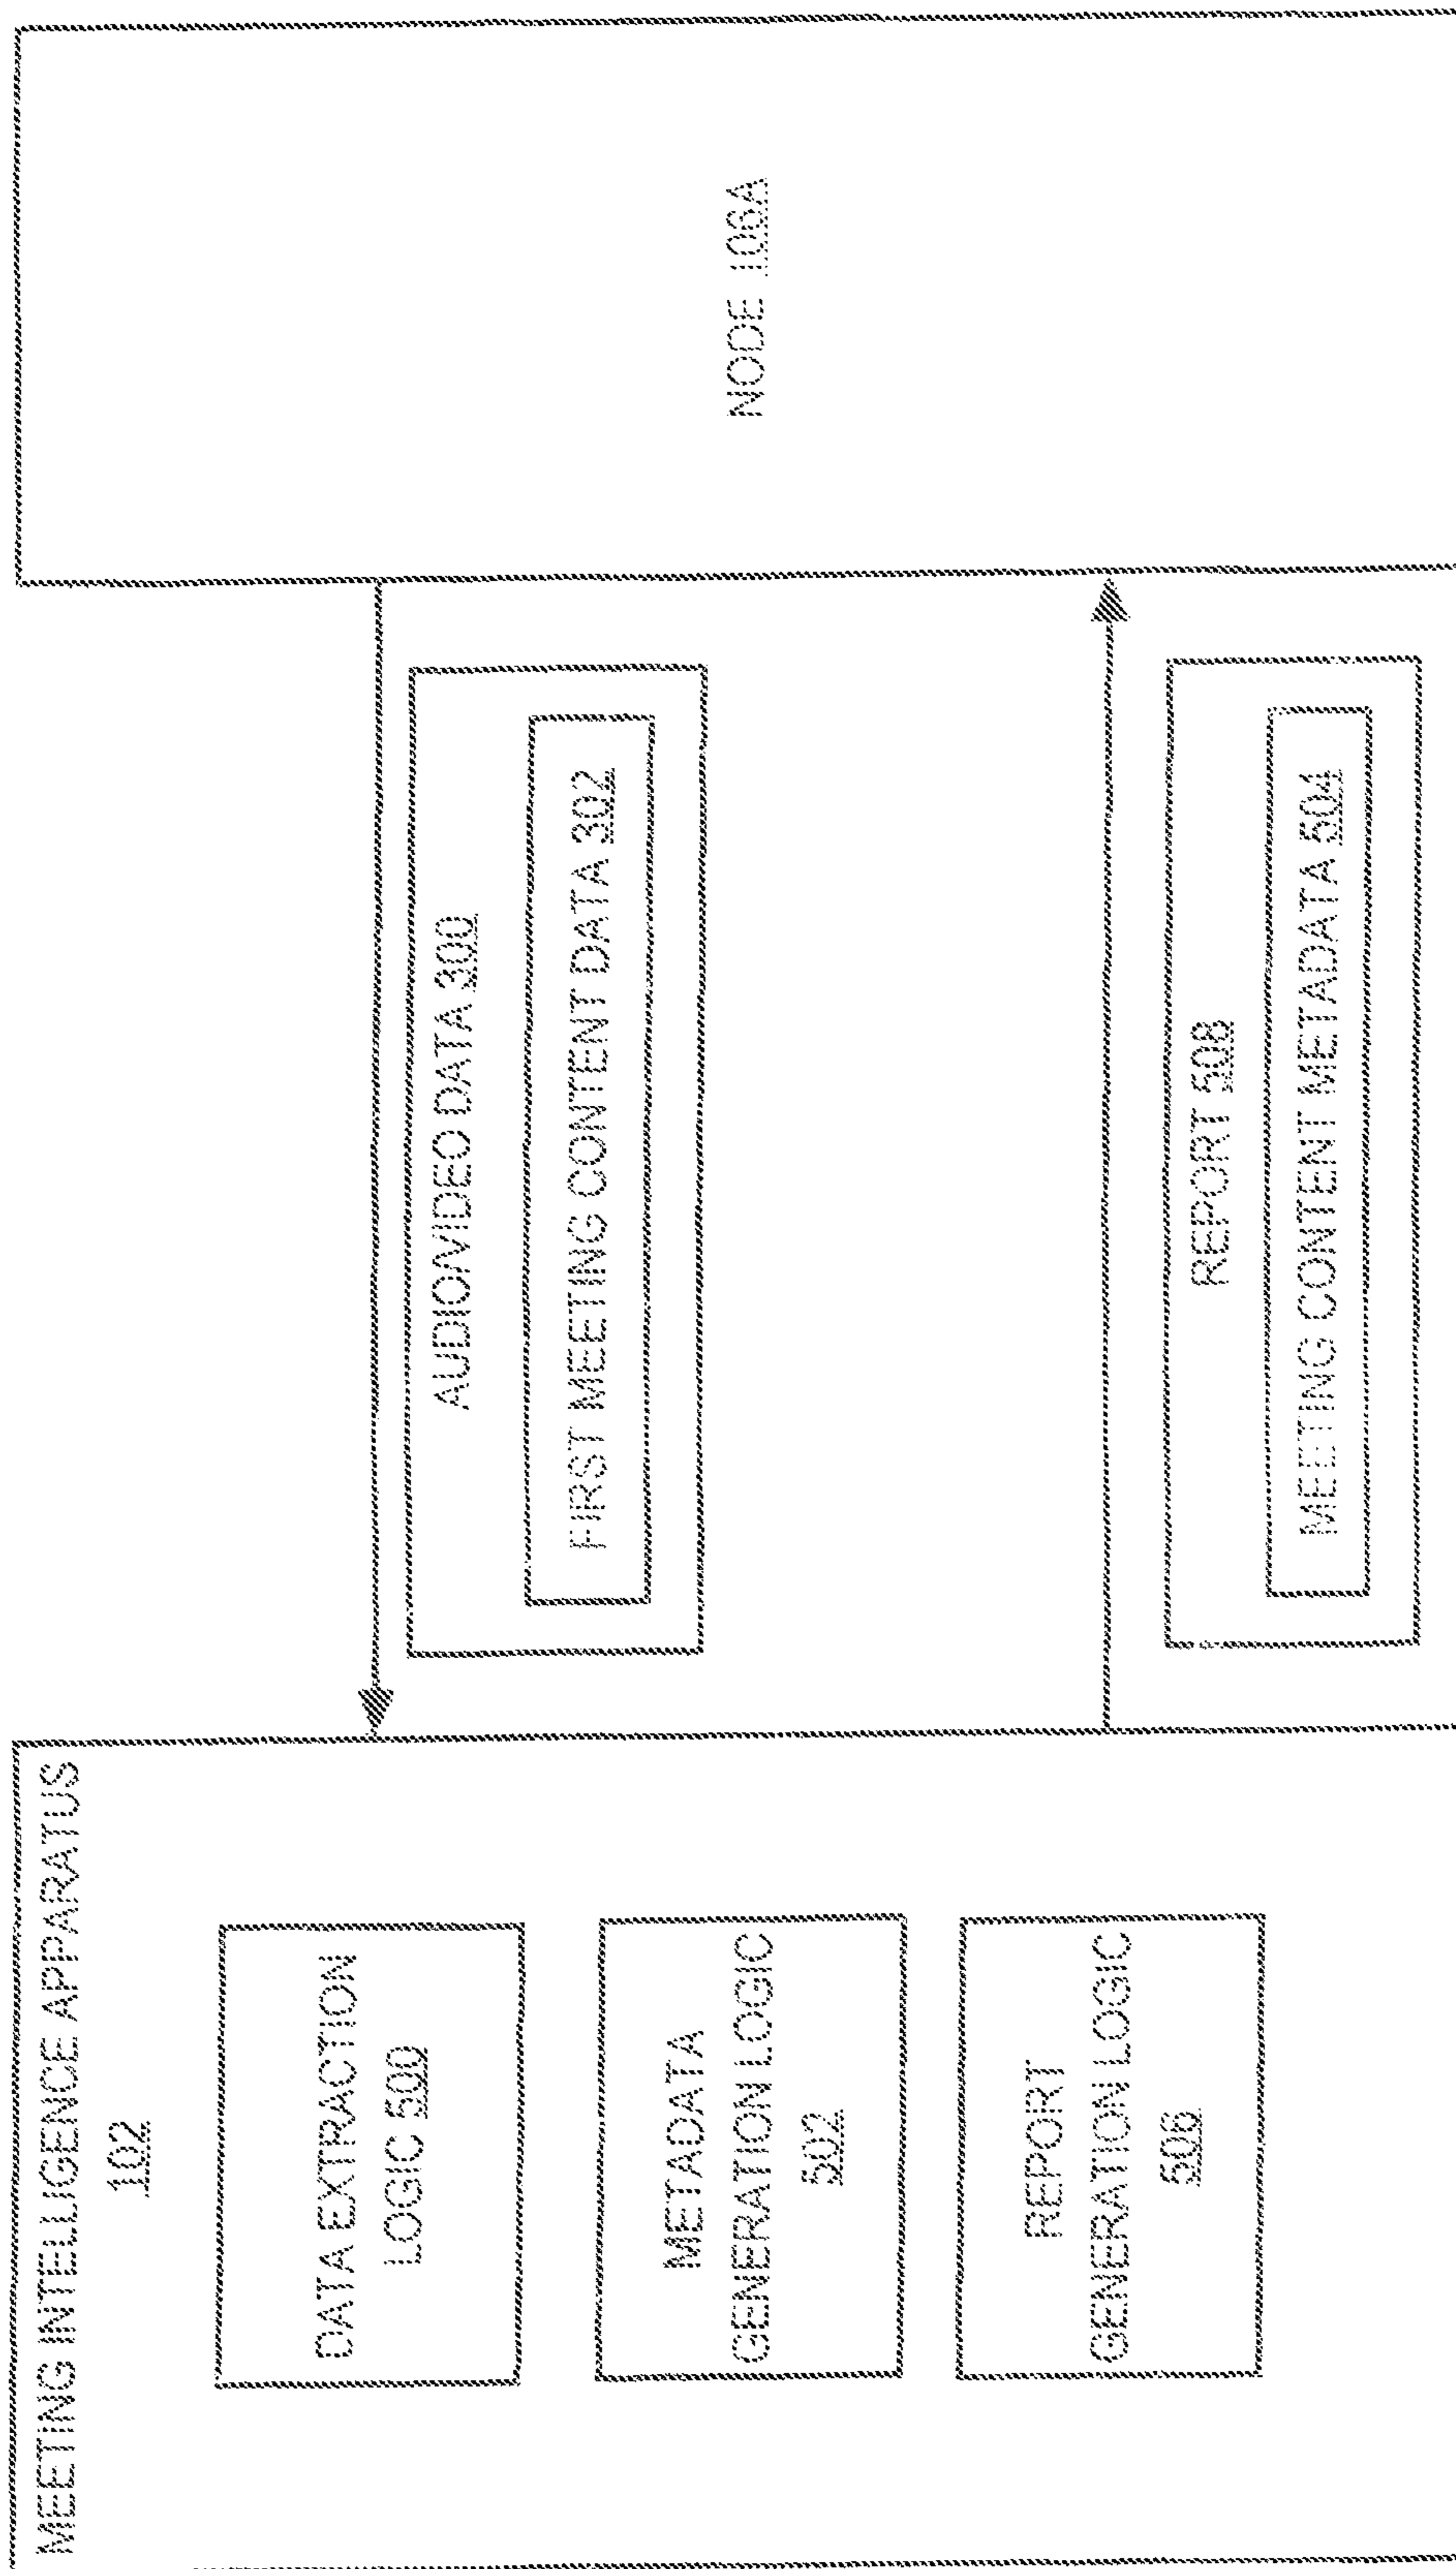 MEETING INTELLIGENCE APPARATUS
102
DATA EXTRACTION
LOGIC 500
METADATA
GENERATION LOGIC
502
REPORT
GENERATION LOGIC
506
AUDIO/VIDEO DATA 300
FIRST MEETING CONTENT DATA 302
REPORT 508
MEETING CONTENT METADATA 504
NODE 106A